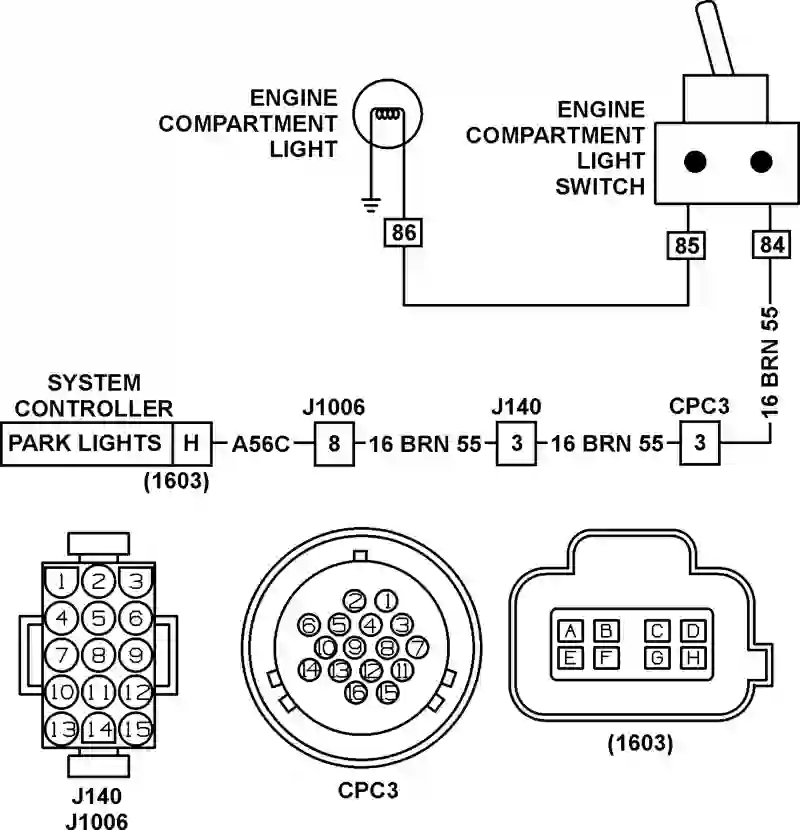 ENGINE
COMPARTMENT
LIGHT
ENGINE
COMPARTMENT
LIGHT
SWITCH
86
85
84
16 BRN 55
SYSTEM
CONTROLLER
PARK LIGHTS H
(1603)
A56C
J1006
8
16 BRN 55
J140
3
16 BRN 55
CPC3
3
1 2 3
4 5 6
7 8 9
10 11 12
13 14 15
J140
J1006
2 1
6 5 4 3
10 9 8 7
14 13 12 11
16 15
CPC3
A B C D
E F G H
(1603)